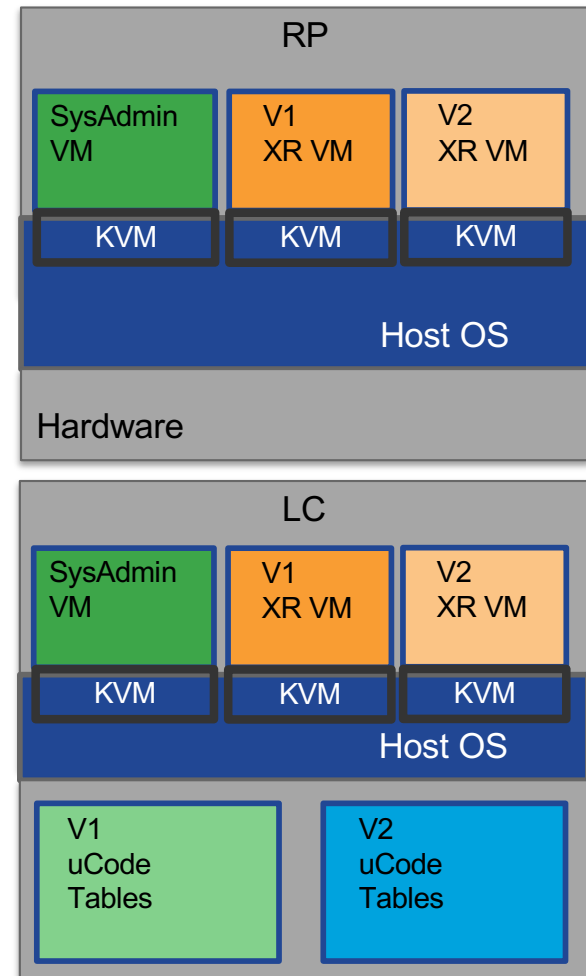 RP
SysAdmin
VM
V1
XR VM
V2
XR VM
KVM
KVM
KVM
Host OS
Hardware
LC
SysAdmin
VM
V1
XR VM
V2
XR VM
KVM
KVM
KVM
Host OS
V1
uCode
Tables
V2
uCode
Tables